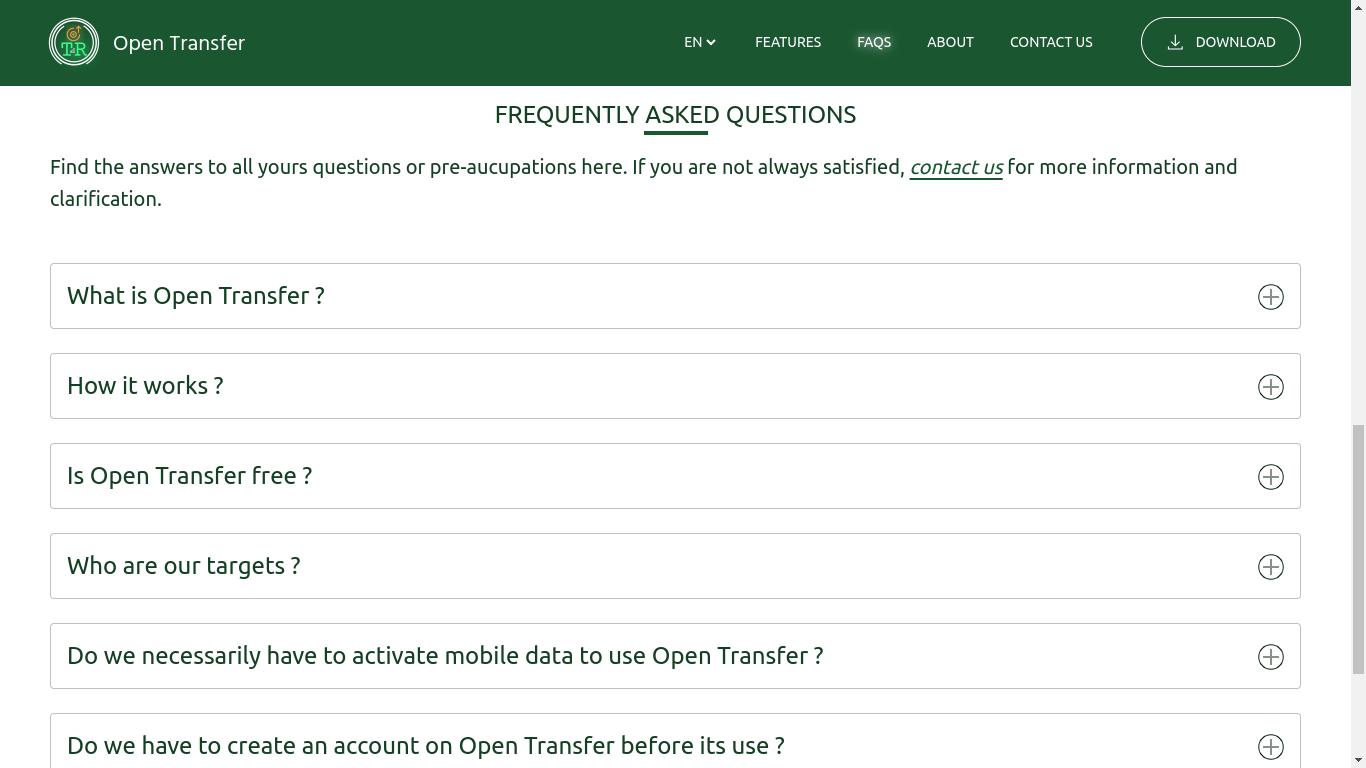 T&R
Open Transfer
EN
FEATURES
FAQS
ABOUT
CONTACT US
DOWNLOAD
FREQUENTLY ASKED QUESTIONS
Find the answers to all yours questions or pre-aucupations here. If you are not always satisfied, contact us for more information and
clarification.
What is Open Transfer ?
How it works ?
Is Open Transfer free ?
Who are our targets ?
Do we necessarily have to activate mobile data to use Open Transfer ?
Do we have to create an account on Open Transfer before its use ?